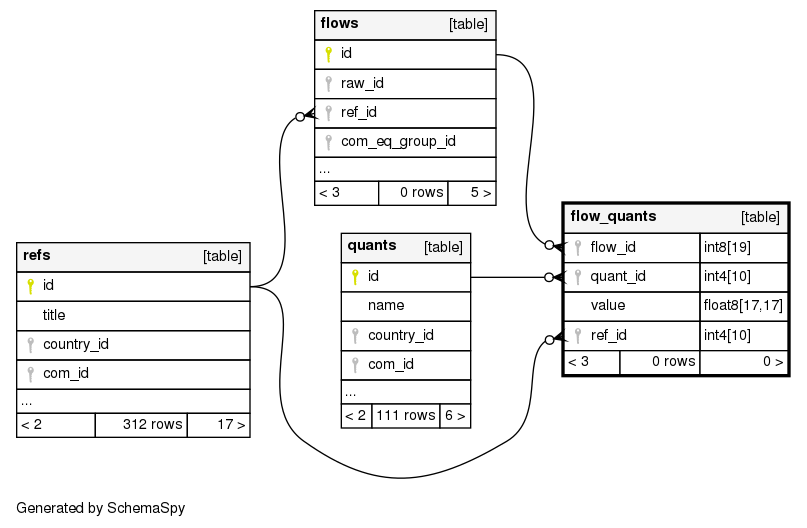 flows [table]
id
raw_id
ref_id
com_eq_group_id
...
< 3 0 rows 5 >
flow_quants [table]
flow_id int8[19]
quant_id int4[10]
value float8[17,17]
ref_id int4[10]
< 3 0 rows 0 >
quants [table]
id
name
country_id
com_id
...
< 2 111 rows 6 >
refs [table]
id
title
country_id
com_id
...
< 2 312 rows 17 >
Generated by SchemaSpy